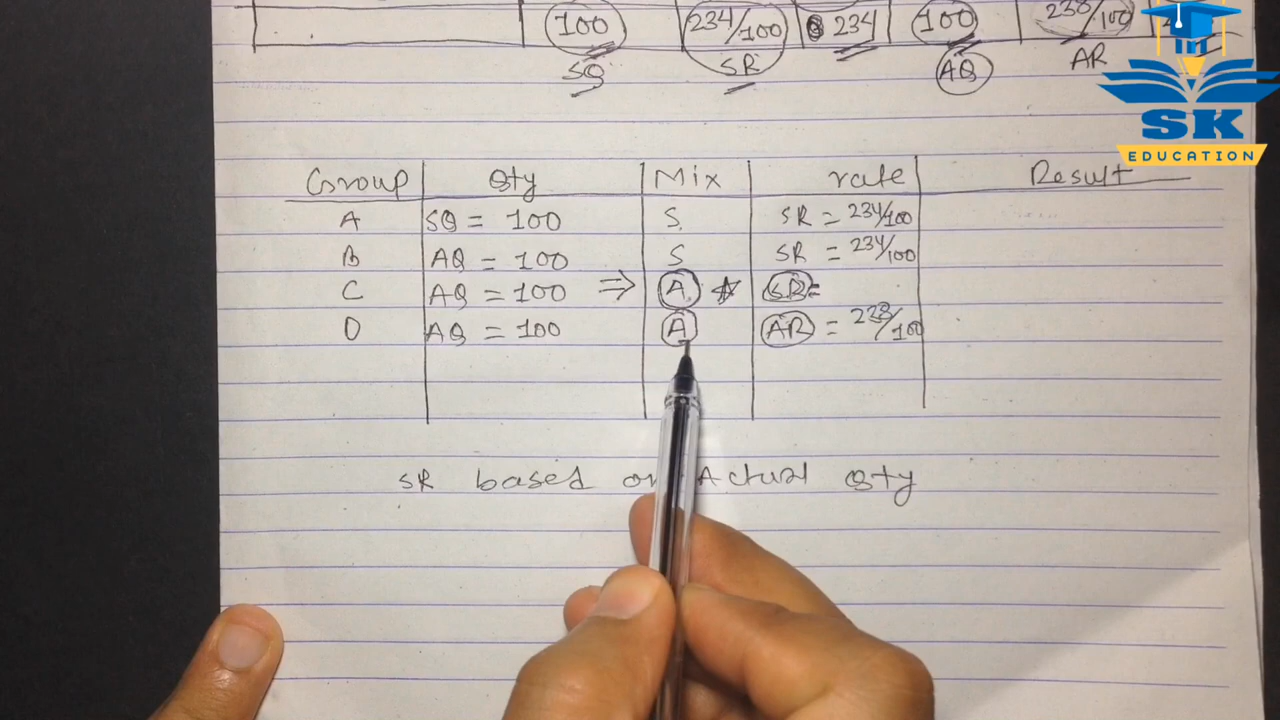 100 234/100 234 100 238/100
SQ SR AQ AR
SK
EDUCATION
Group Qty Mix rate Result
A SQ = 100 S SR = 234/100
B AQ = 100 S SR = 234/100
C AQ = 100 ⇒ A ☆ SR =
D AQ = 100 A AR = 238/100
SR based on Actual Qty